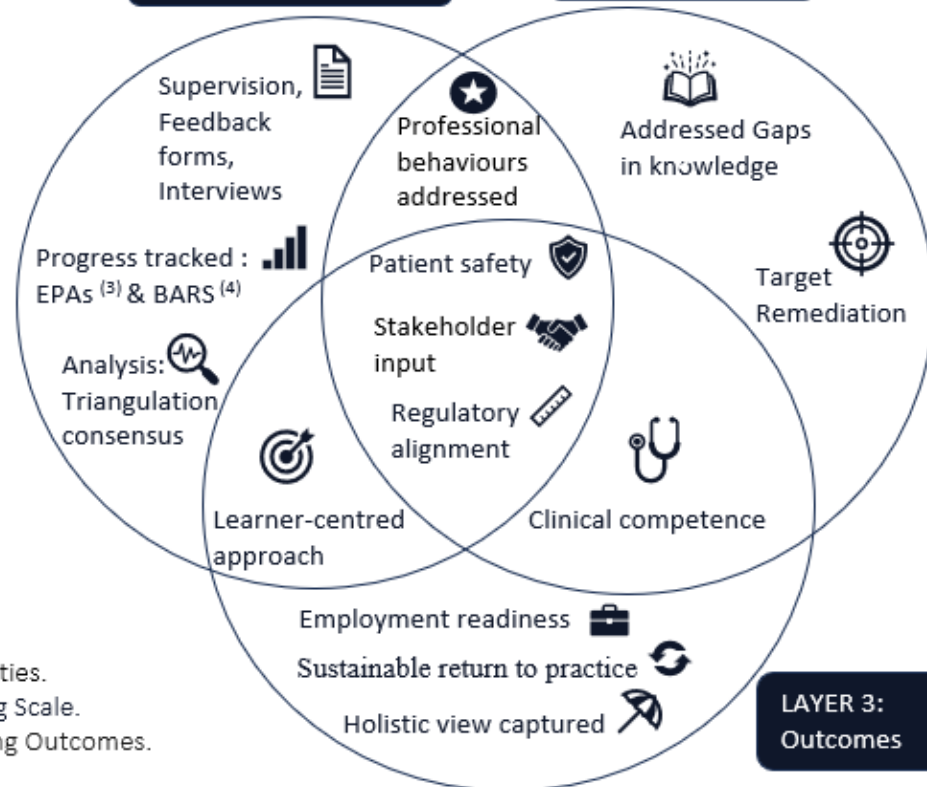 Supervision,
Feedback
forms,
Interviews
Professional
behaviours
addressed
Addressed Gaps
in knowledge
Progress tracked :
EPAs (3) & BARS (4)
Patient safety
Target
Remediation
Stakeholder
input
Analysis:
Triangulation
consensus
Regulatory
alignment
Learner-centred
approach
Clinical competence
Employment readiness
Sustainable return to practice
Holistic view captured
ties.
g Scale.
ng Outcomes.
LAYER 3:
Outcomes